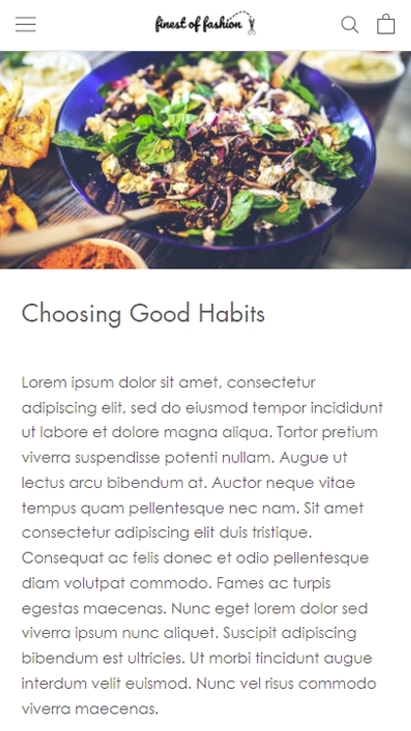 finest of fashion
Choosing Good Habits
Lorem ipsum dolor sit amet, consectetur
adipiscing elit, sed do eiusmod tempor incididunt
ut labore et dolore magna aliqua. Tortor pretium
viverra suspendisse potenti nullam. Augue ut
lectus arcu bibendum at. Auctor neque vitae
tempus quam pellentesque nec nam. Sit amet
consectetur adipiscing elit duis tristique.
Consequat ac felis donec et odio pellentesque
diam volutpat commodo. Fames ac turpis
egestas maecenas. Nunc eget lorem dolor sed
viverra ipsum nunc aliquet. Suscipit adipiscing
bibendum est ultricies. Ut morbi tincidunt augue
interdum velit euismod. Nunc vel risus commodo
viverra maecenas.